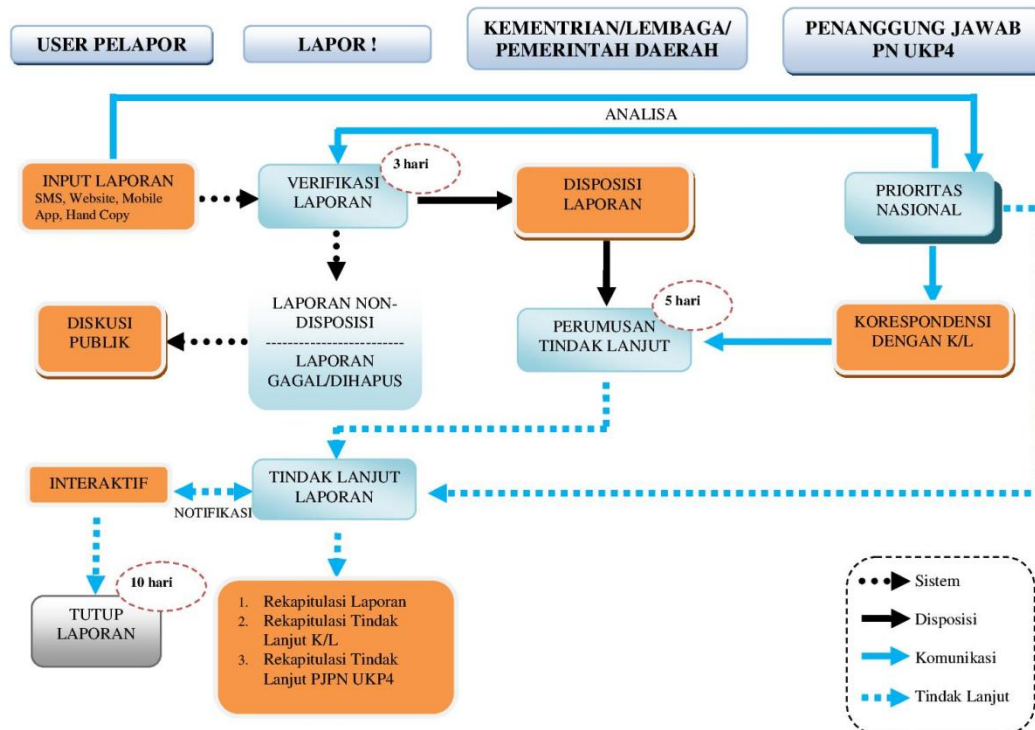 USER PELAPOR
LAPOR !
KEMENTRIAN/LEMBAGA/
PEMERINTAH DAERAH
PENANGGUNG JAWAB
PN UKP4
ANALISA
INPUT LAPORAN
SMS, Website, Mobile
App, Hand Copy
VERIFIKASI
LAPORAN
3 hari
DISPOSISI
LAPORAN
PRIORITAS
NASIONAL
DISKUSI
PUBLIK
LAPORAN NON-
DISPOSISI
LAPORAN
GAGAL/DIHAPUS
PERUMUSAN
TINDAK LANJUT
5 hari
KORESPONDENSI
DENGAN K/L
INTERAKTIF
NOTIFIKASI
TINDAK LANJUT
LAPORAN
TUTUP
LAPORAN
10 hari
1. Rekapitulasi Laporan
2. Rekapitulasi Tindak
Lanjut K/L
3. Rekapitulasi Tindak
Lanjut PJPN UKP4
Sistem
Disposisi
Komunikasi
Tindak Lanjut